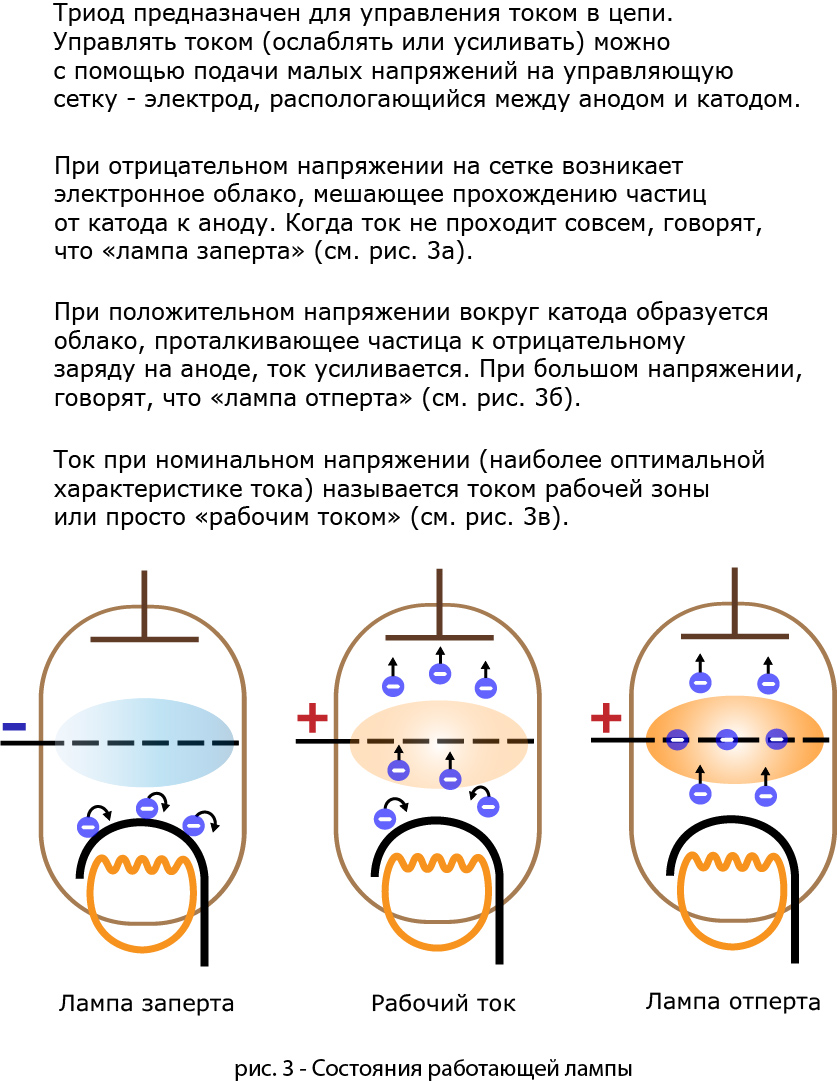 Триод предназначен для управления током в цепи.
Управлять током (ослаблять или усиливать) можно
с помощью подачи малых напряжений на управляющую
сетку - электрод, распологающийся между анодом и катодом.
При отрицательном напряжении на сетке возникает
электронное облако, мешающее прохождению частиц
от катода к аноду. Когда ток не проходит совсем, говорят,
что «лампа заперта» (см. рис. 3а).
При положительном напряжении вокруг катода образуется
облако, проталкивающее частица к отрицательному
заряду на аноде, ток усиливается. При большом напряжении,
говорят, что «лампа отперта» (см. рис. 3б).
Ток при номинальном напряжении (наиболее оптимальной
характеристике тока) называется током рабочей зоны
или просто «рабочим током» (см. рис. 3в).
Лампа заперта
Рабочий ток
Лампа отперта
рис. 3 - Состояния работающей лампы